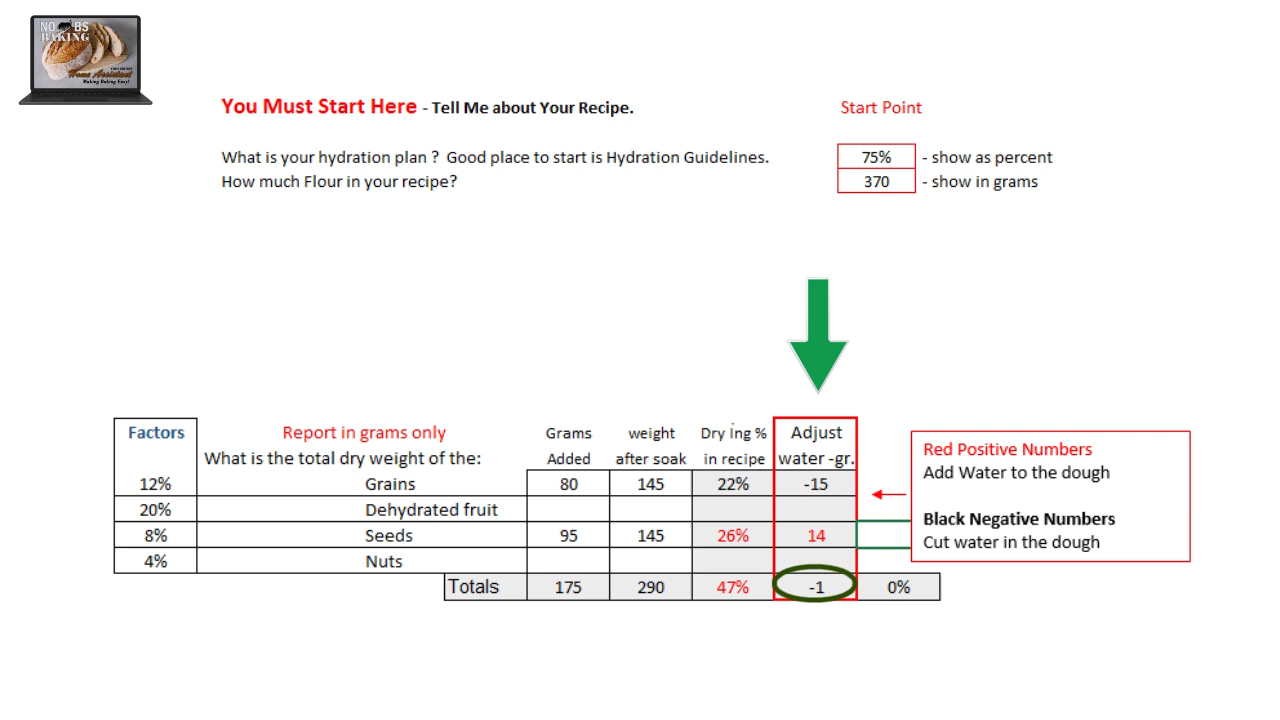 NO BS
BAKING
Home Assistant
Making Baking Easy!
You Must Start Here - Tell Me about Your Recipe.
Start Point
What is your hydration plan ? Good place to start is Hydration Guidelines.
75% - show as percent
How much Flour in your recipe?
370 - show in grams
Factors
Report in grams only
Grams weight Dry ing % Adjust
What is the total dry weight of the:
Added after soak in recipe water -gr.
12% Grains 80 145 22% -15
20% Dehydrated fruit
8% Seeds 95 145 26% 14
4% Nuts
Totals 175 290 47% -1 0%
Red Positive Numbers
Add Water to the dough
Black Negative Numbers
Cut water in the dough